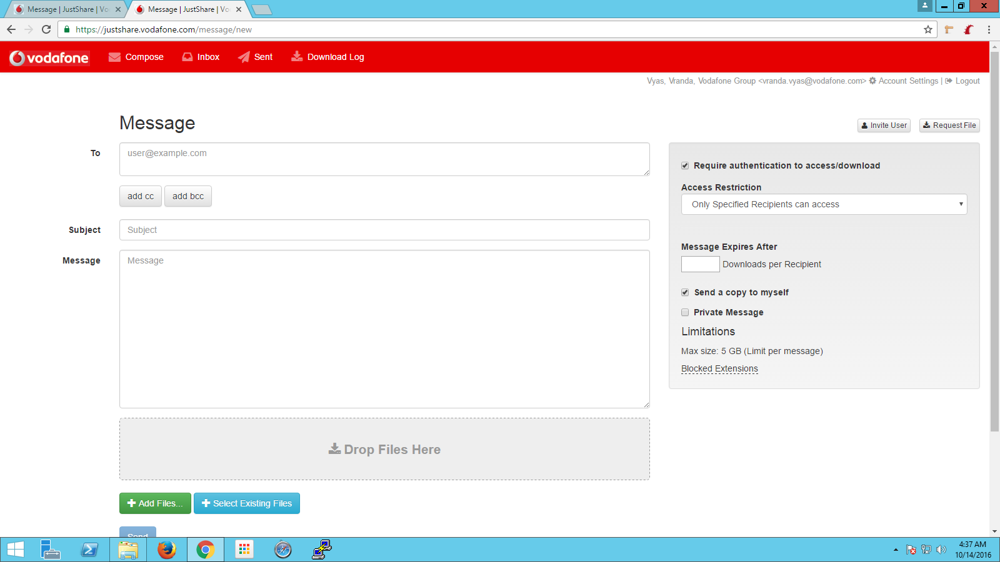 Message | JustShare | Vo
Message | JustShare | Vo
https://justshare.vodafone.com/message/new
vodafone
Compose
Inbox
Sent
Download Log
Vyas, Vranda, Vodafone Group <vranda.vyas@vodafone.com> Account Settings | Logout
Message
Invite User
Request File
To
user@example.com
add cc
add bcc
Subject
Subject
Message
Message
Require authentication to access/download
Access Restriction
Only Specified Recipients can access
Message Expires After
Downloads per Recipient
Send a copy to myself
Private Message
Limitations
Max size: 5 GB (Limit per message)
Blocked Extensions
Drop Files Here
Add Files...
Select Existing Files
Send
4:37 AM
10/14/2016